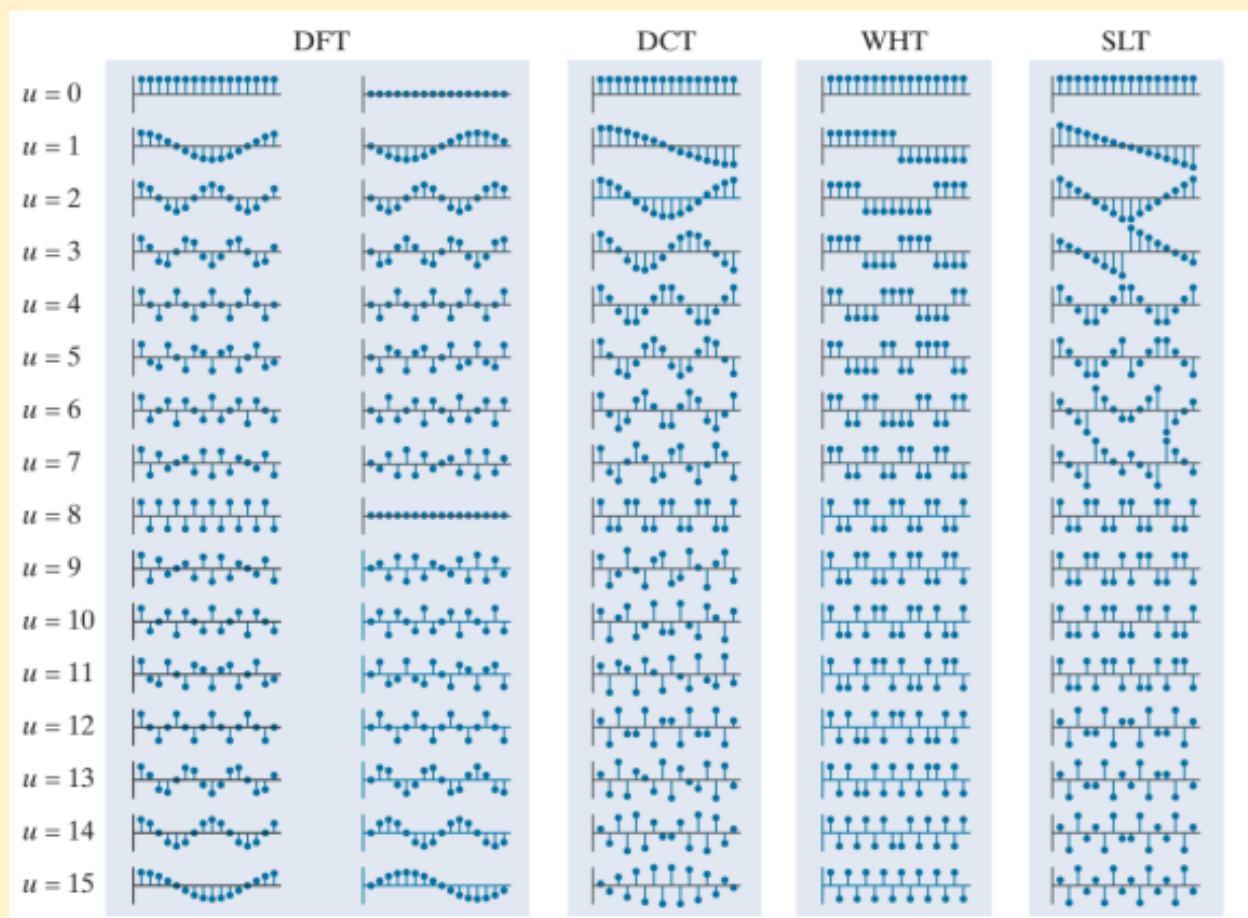 DFT DCT WHT SLT
u = 0
u = 1
u = 2
u = 3
u = 4
u = 5
u = 6
u = 7
u = 8
u = 9
u = 10
u = 11
u = 12
u = 13
u = 14
u = 15